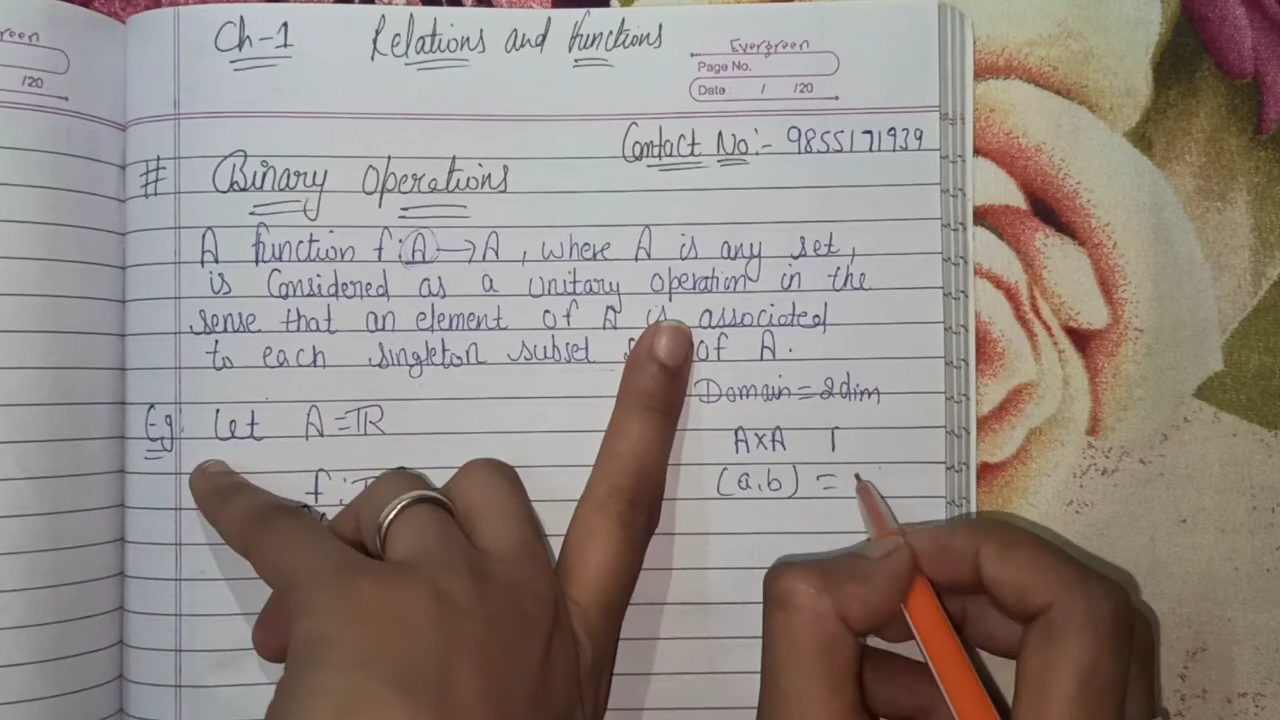 reen
/20
Ch-1 Relations and functions
Evergreen
Page No.
Date : / /20
Contact No:- 9855171939
# Binary Operations
A function f: A → A, where A is any set,
is Considered as a unitary operation in the
sense that an element of A is associated
to each singleton subset of A.
Domain = 2dim
Eg: Let A = ℝ
A×A
(a,b) =
f :